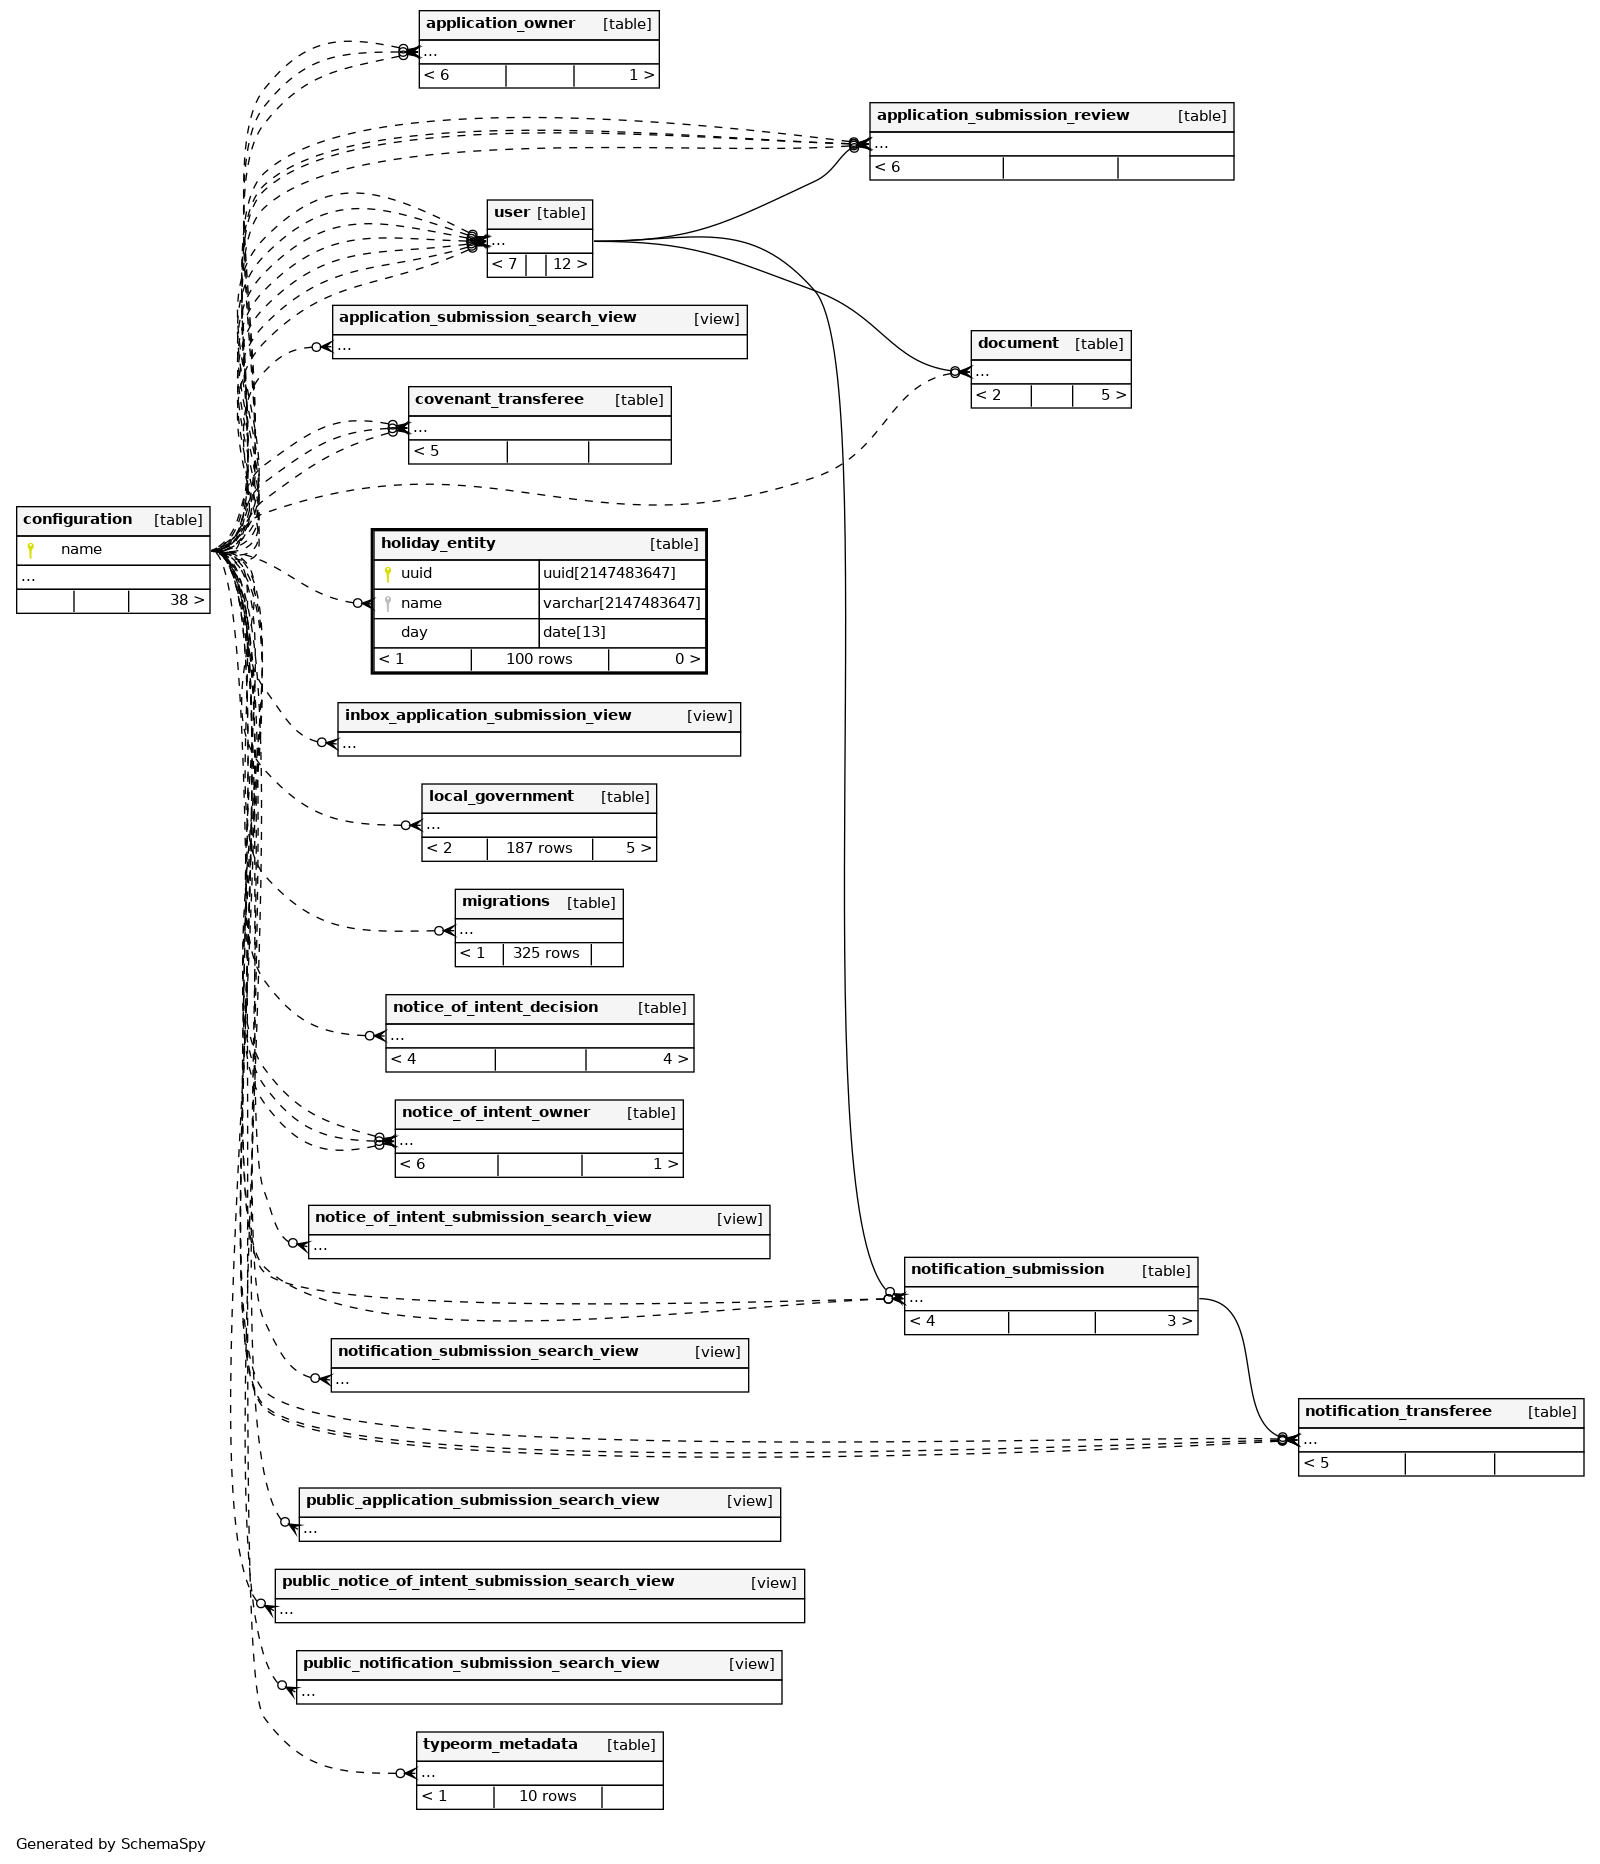 application_owner [table]
...
< 6 1 >
application_submission_review [table]
...
< 6
user [table]
...
< 7 12 >
application_submission_search_view [view]
...
document [table]
...
< 2 5 >
covenant_transferee [table]
...
< 5
configuration [table]
name
...
38 >
holiday_entity [table]
uuid uuid[2147483647]
name varchar[2147483647]
day date[13]
< 1 100 rows 0 >
inbox_application_submission_view [view]
...
local_government [table]
...
< 2 187 rows 5 >
migrations [table]
...
< 1 325 rows
notice_of_intent_decision [table]
...
< 4 4 >
notice_of_intent_owner [table]
...
< 6 1 >
notice_of_intent_submission_search_view [view]
...
notification_submission [table]
...
< 4 3 >
notification_submission_search_view [view]
...
notification_transferee [table]
...
< 5
public_application_submission_search_view [view]
...
public_notice_of_intent_submission_search_view [view]
...
public_notification_submission_search_view [view]
...
typeorm_metadata [table]
...
< 1 10 rows
Generated by SchemaSpy